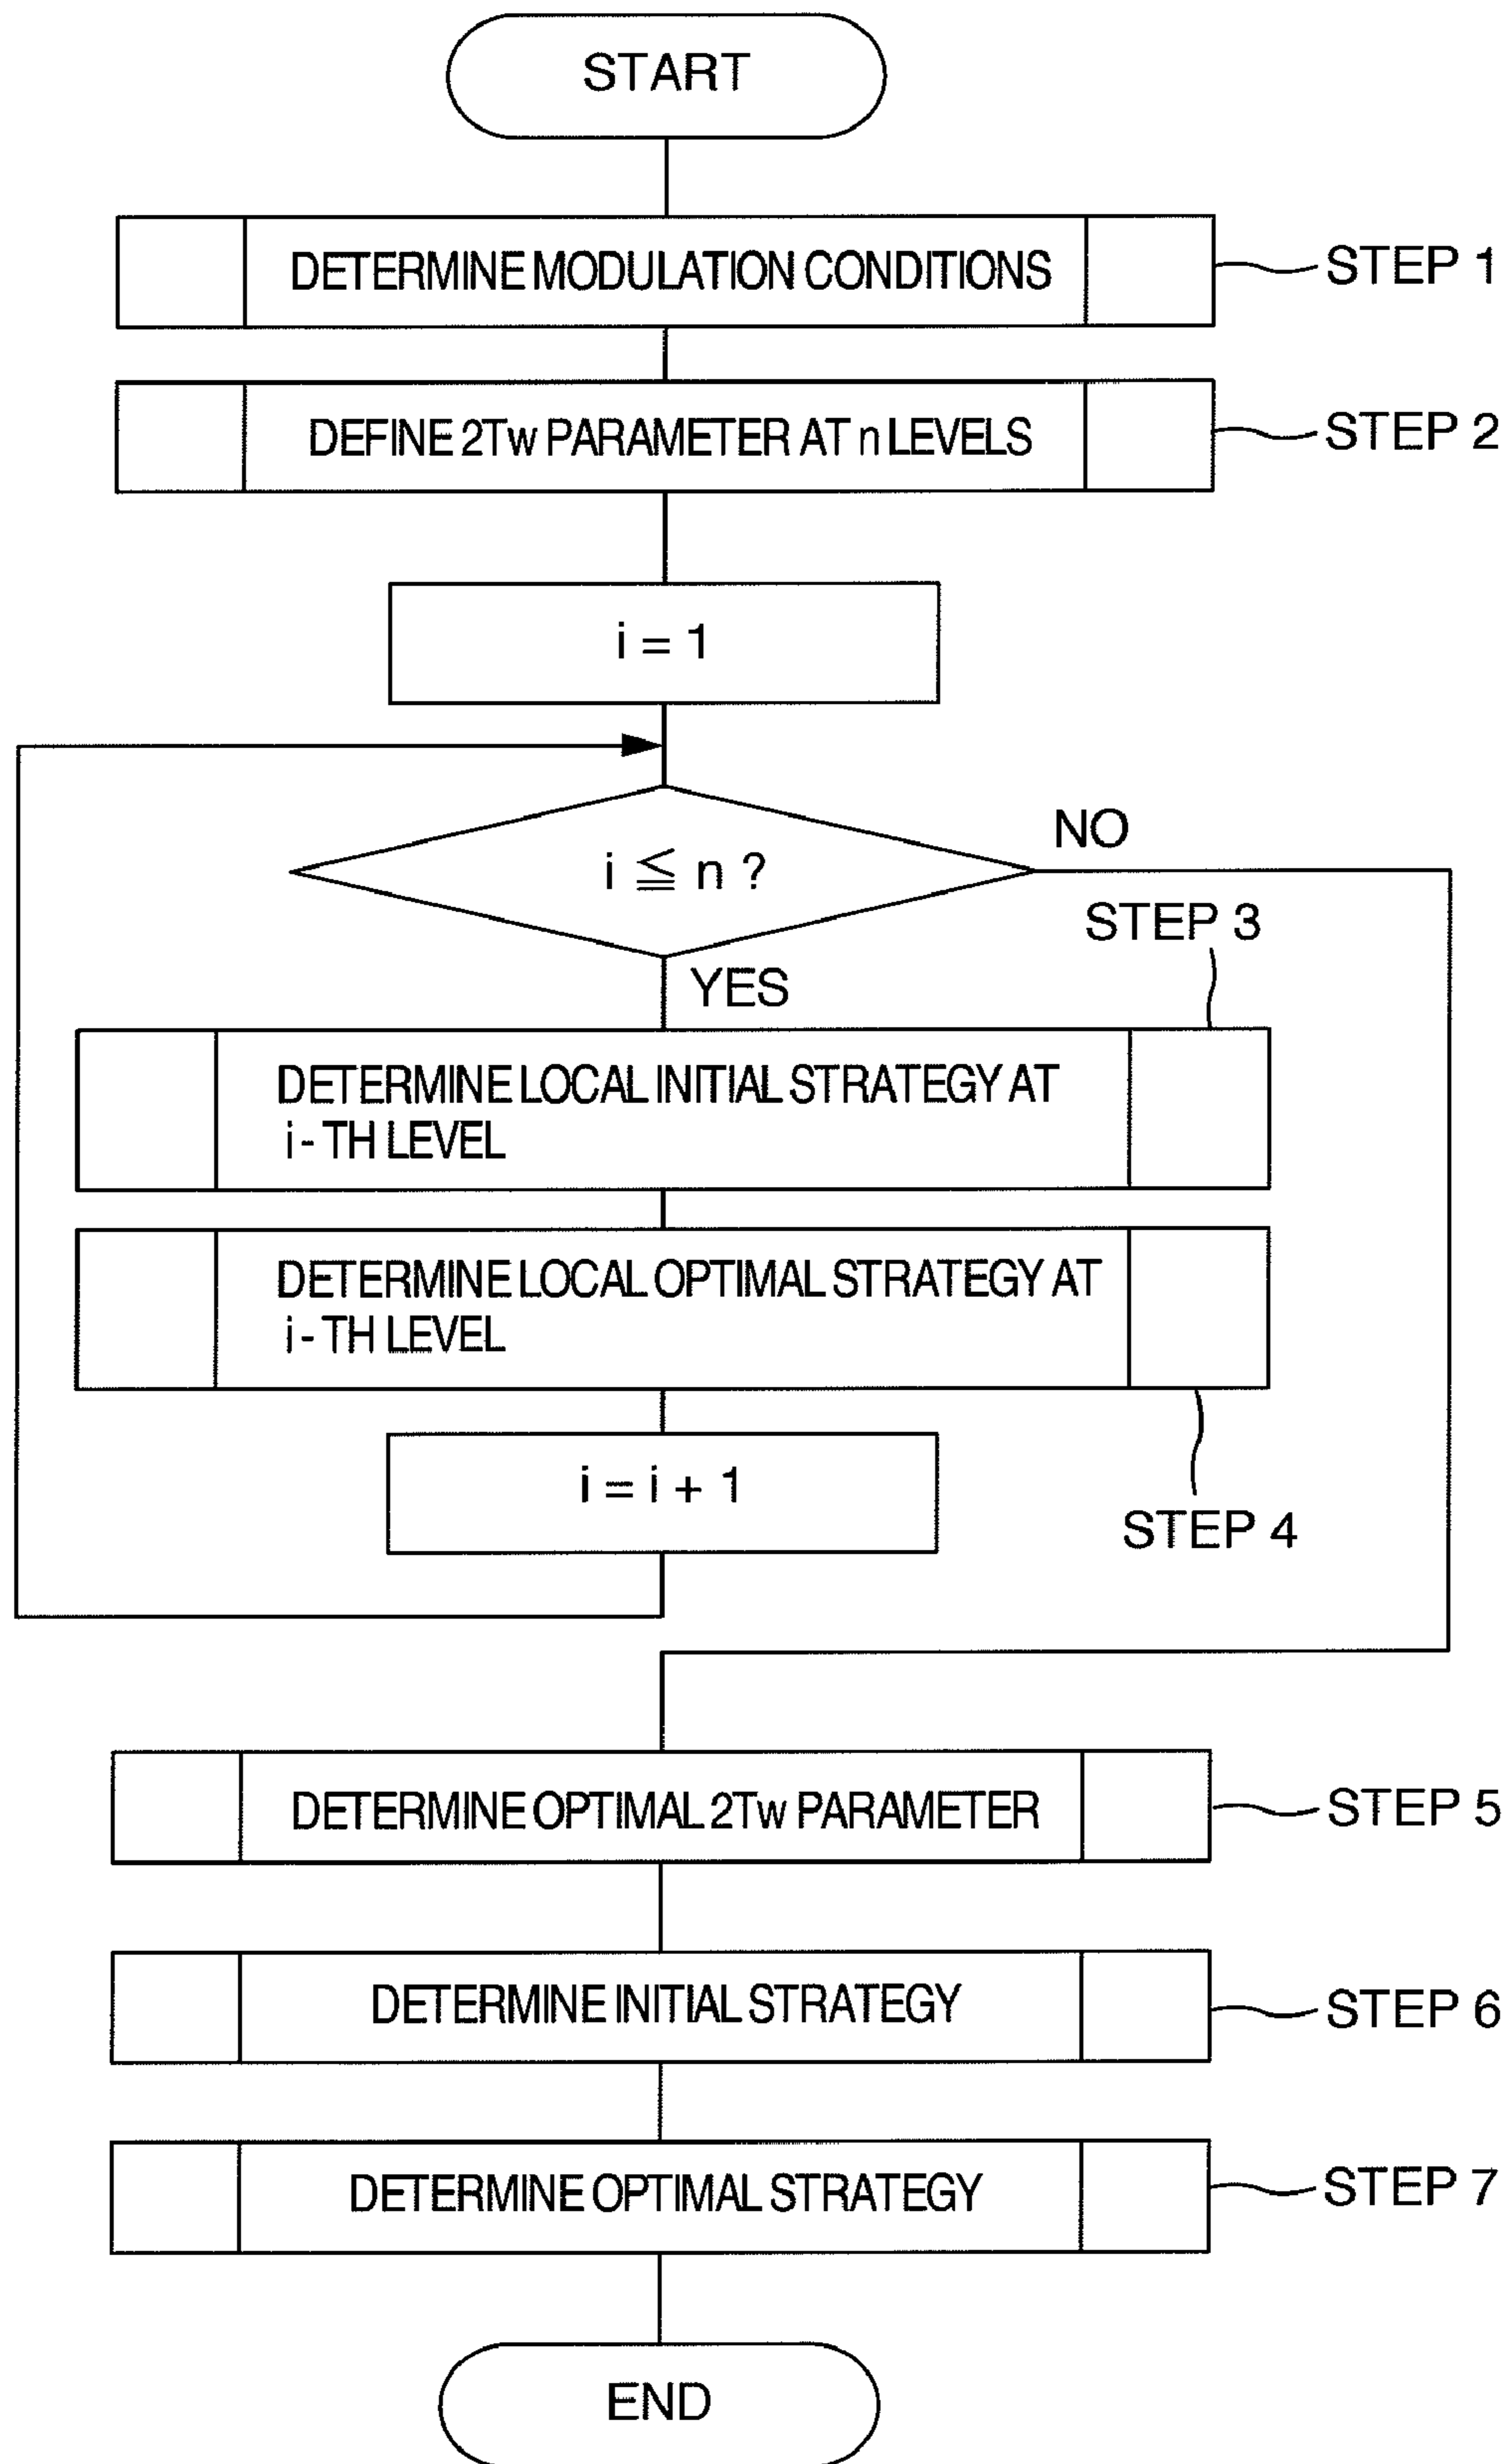 START
DETERMINE MODULATION CONDITIONS
STEP 1
DEFINE 2Tw PARAMETER AT n LEVELS
STEP 2
i = 1
i ≦ n ?
NO
YES
STEP 3
DETERMINE LOCAL INITIAL STRATEGY AT
i - TH LEVEL
DETERMINE LOCAL OPTIMAL STRATEGY AT
i - TH LEVEL
i = i + 1
STEP 4
DETERMINE OPTIMAL 2Tw PARAMETER
STEP 5
DETERMINE INITIAL STRATEGY
STEP 6
DETERMINE OPTIMAL STRATEGY
STEP 7
END